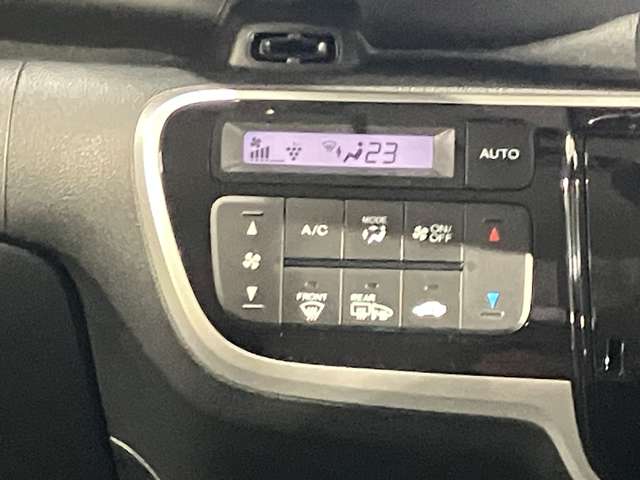 23
AUTO
A/C
MODE
ON/
OFF
FRONT
REAR